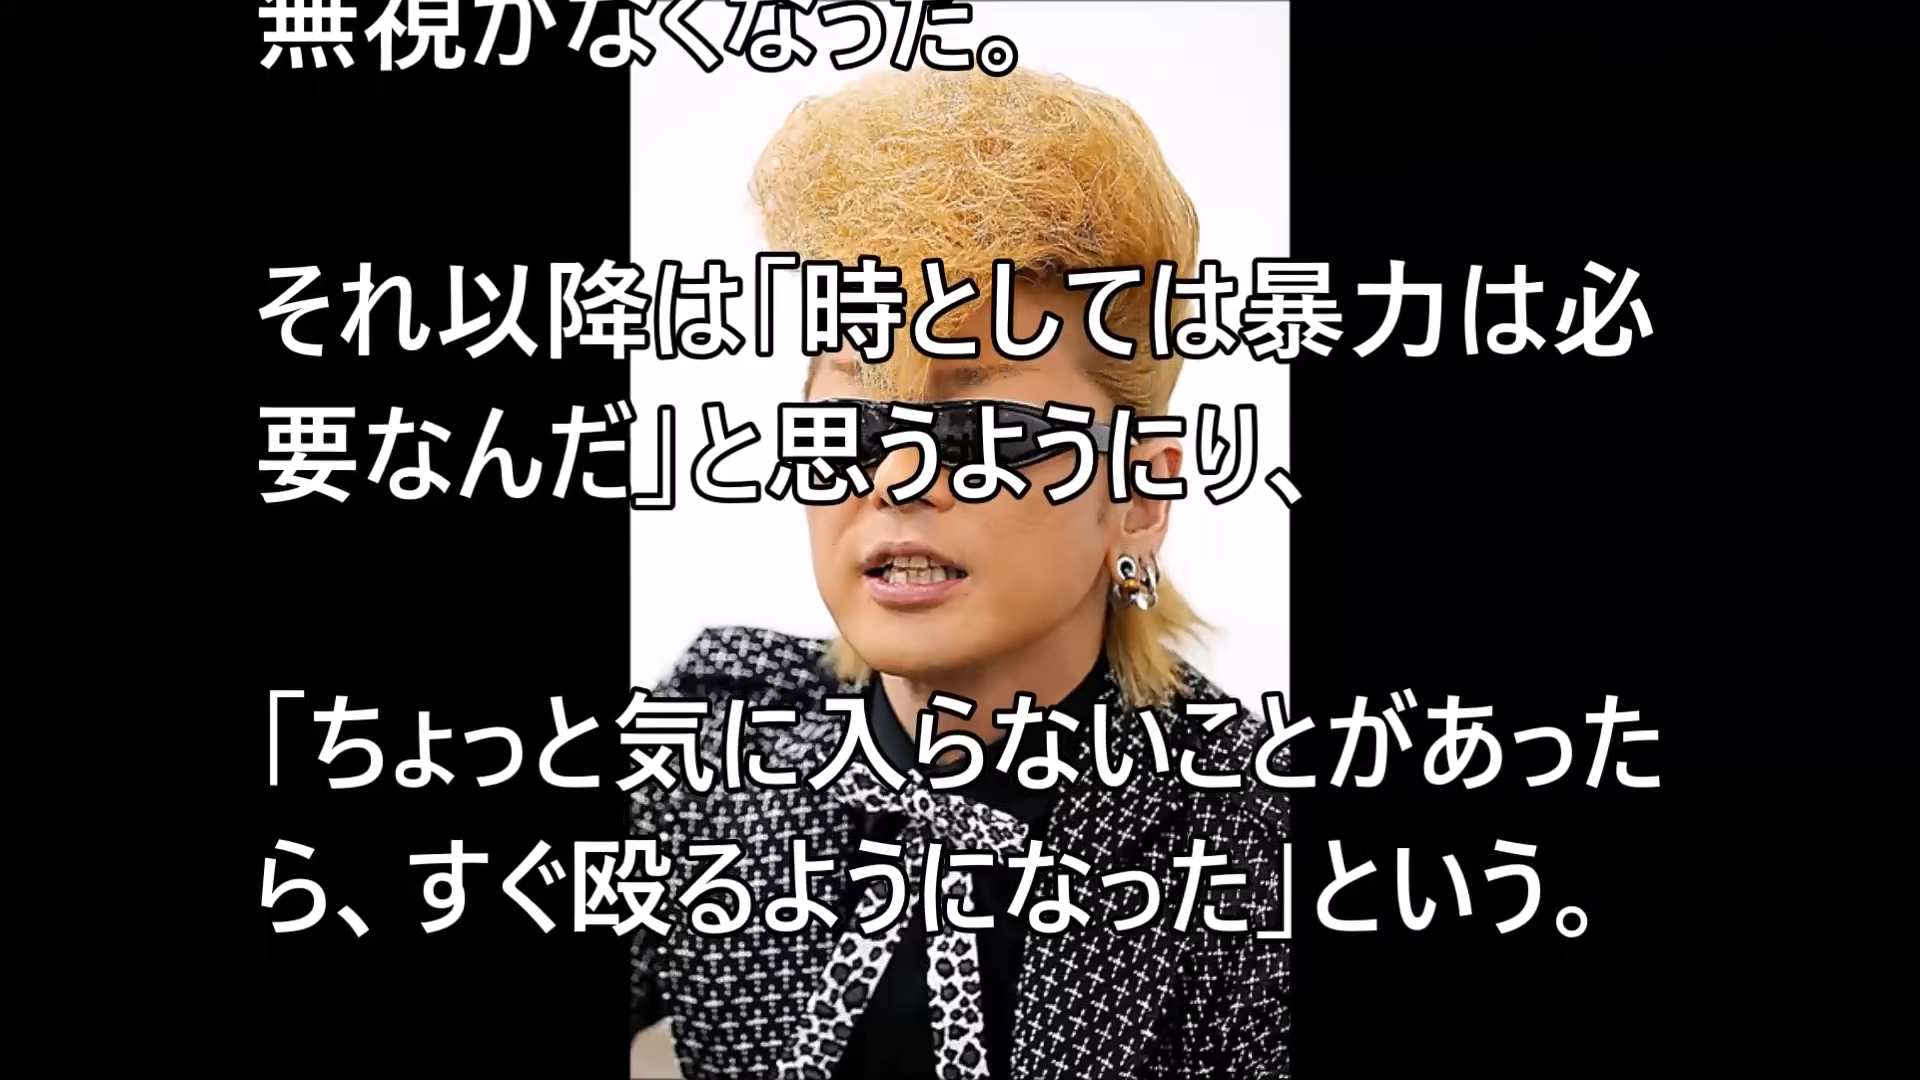 無視がなくなった。
それ以降は「時としては暴力は必
要なんだ」と思うようにり、
「ちょっと気に入らないことがあった
ら、すぐ殴るようになった」という。